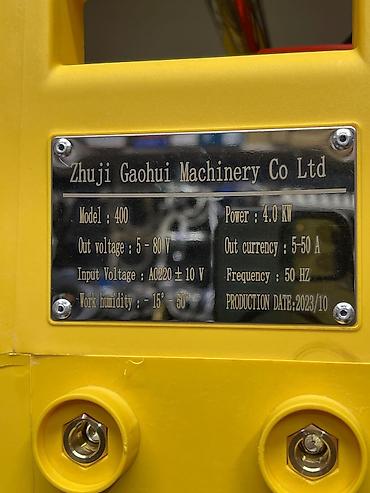 Zhuji Gaohui Machinery Co Ltd
Model : 400 Power : 4.0 KW
Out voltage : 5 - 80 V Out currency : 5-50 A
Input Voltage : AC220 ± 10 V Frequency : 50 HZ
Work humidity : - 15° - 50° PRODUCTION DATE:2023/10